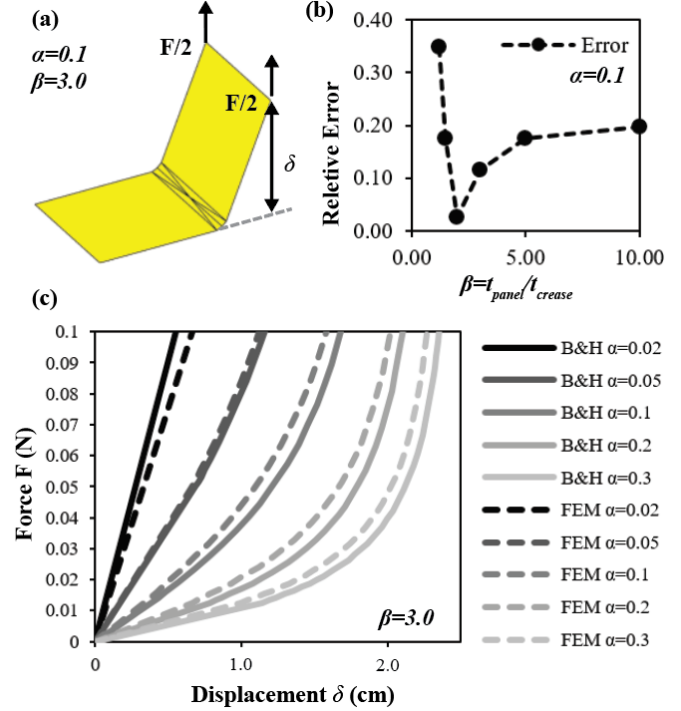 (a)
α=0.1
β=3.0
F/2
F/2
δ
(b)
0.40
0.30
0.20
0.10
0.00
Reletive Error
Error
α=0.1
0.00 5.00 10.00
β=t_panel/t_crease
(c)
0.1
0.09
0.08
0.07
0.06
0.05
0.04
0.03
0.02
0.01
0
Force F (N)
β=3.0
0 1.0 2.0
Displacement δ (cm)
B&H α=0.02
B&H α=0.05
B&H α=0.1
B&H α=0.2
B&H α=0.3
FEM α=0.02
FEM α=0.05
FEM α=0.1
FEM α=0.2
FEM α=0.3